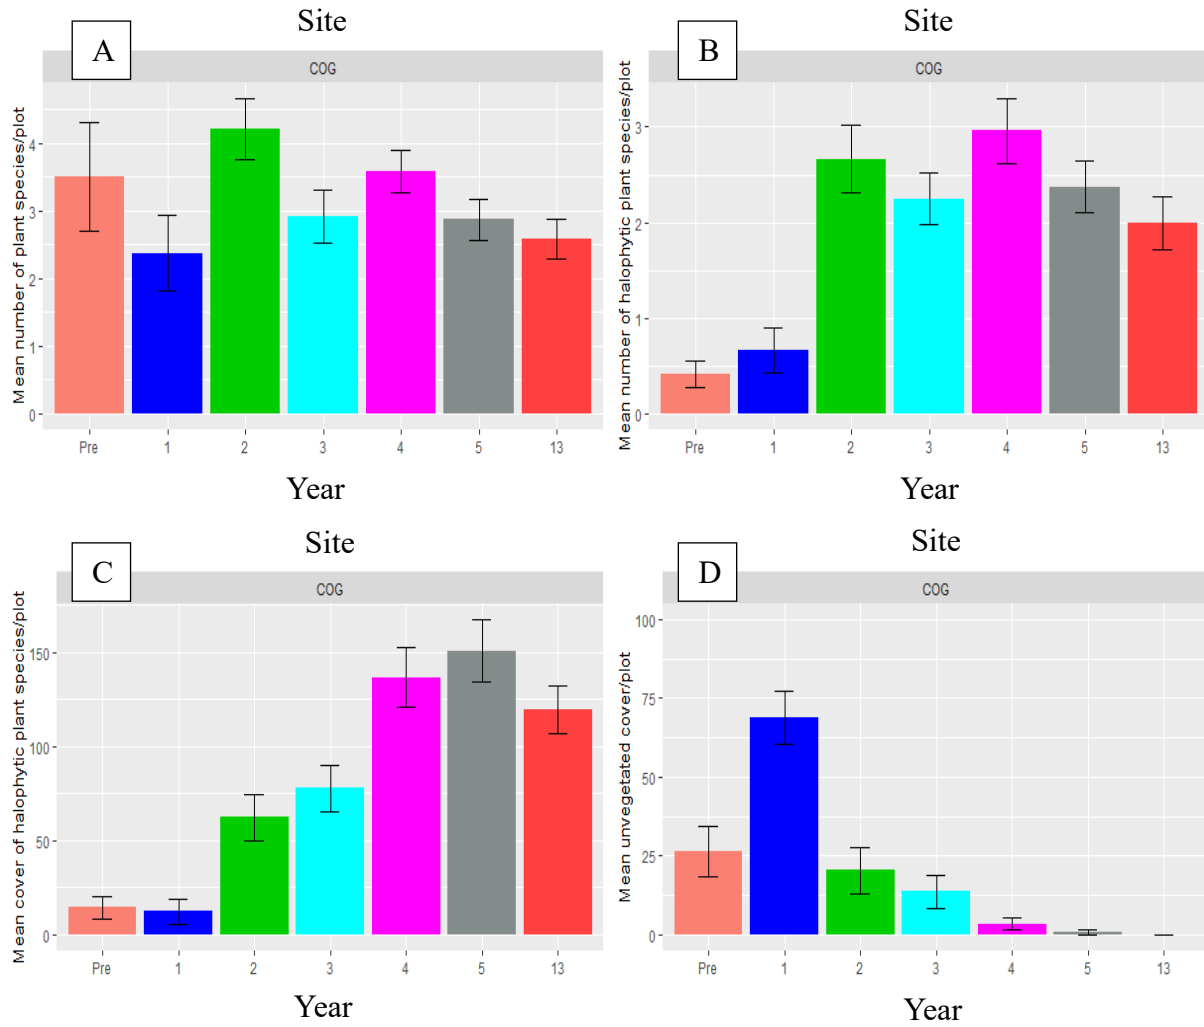 Site
A
COG
Mean number of plant species/plot
4
3
2
1
0
Pre 1 2 3 4 5 13
Year
Site
B
COG
Mean number of halophytic plant species/plot
3
2
1
0
Pre 1 2 3 4 5 13
Year
Site
C
COG
Mean cover of halophytic plant species/plot
150
100
50
0
Pre 1 2 3 4 5 13
Year
Site
D
COG
Mean unvegetated cover/plot
100
75
50
25
0
Pre 1 2 3 4 5 13
Year